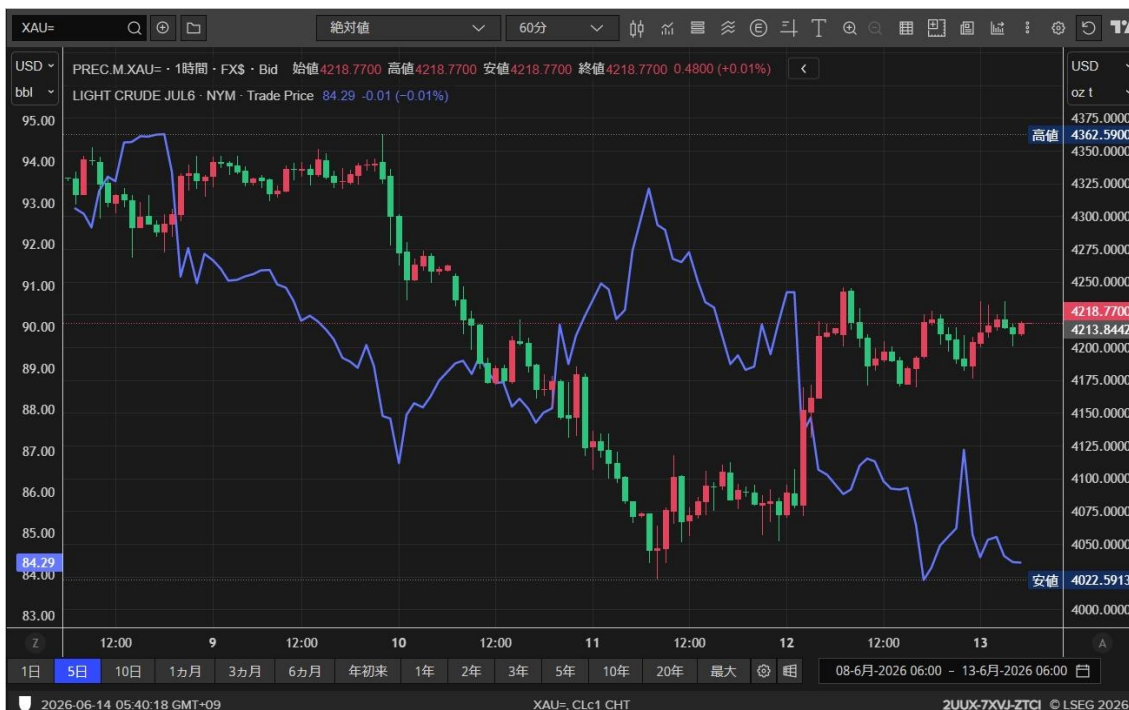 XAU=
絶対値
60分
USD
bbl
PREC.M.XAU= · 1時間 · FX$ · Bid 始値4218.7700 高値4218.7700 安値4218.7700 終値4218.7700 0.4800 (+0.01%)
LIGHT CRUDE JUL6 · NYM · Trade Price 84.29 -0.01 (−0.01%)
USD
oz t
95.00
94.00
93.00
92.00
91.00
90.00
89.00
88.00
87.00
86.00
85.00
84.29
84.00
83.00
4375.0000
高値 4362.5900
4350.0000
4325.0000
4300.0000
4275.0000
4250.0000
4218.7700
4213.8442
4200.0000
4175.0000
4150.0000
4125.0000
4100.0000
4075.0000
4050.0000
安値 4022.5913
4000.0000
Z 12:00 9 12:00 10 12:00 11 12:00 12 12:00 13 A
1日 5日 10日 1ヵ月 3ヵ月 6ヵ月 年初来 1年 2年 3年 5年 10年 20年 最大 08-6月-2026 06:00 - 13-6月-2026 06:00
2026-06-14 05:40:18 GMT+09 XAU=, CLc1 CHT 2UUX-7XVJ-ZTCI © LSEG 2026